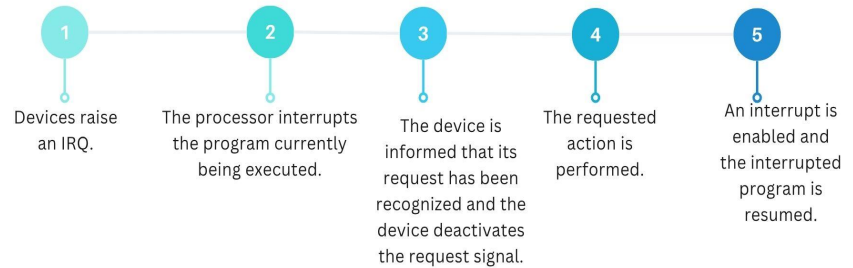 1
Devices raise
an IRQ.
2
The processor interrupts
the program currently
being executed.
3
The device is
informed that its
request has been
recognized and the
device deactivates
the request signal.
4
The requested
action is
performed.
5
An interrupt is
enabled and
the interrupted
program is
resumed.